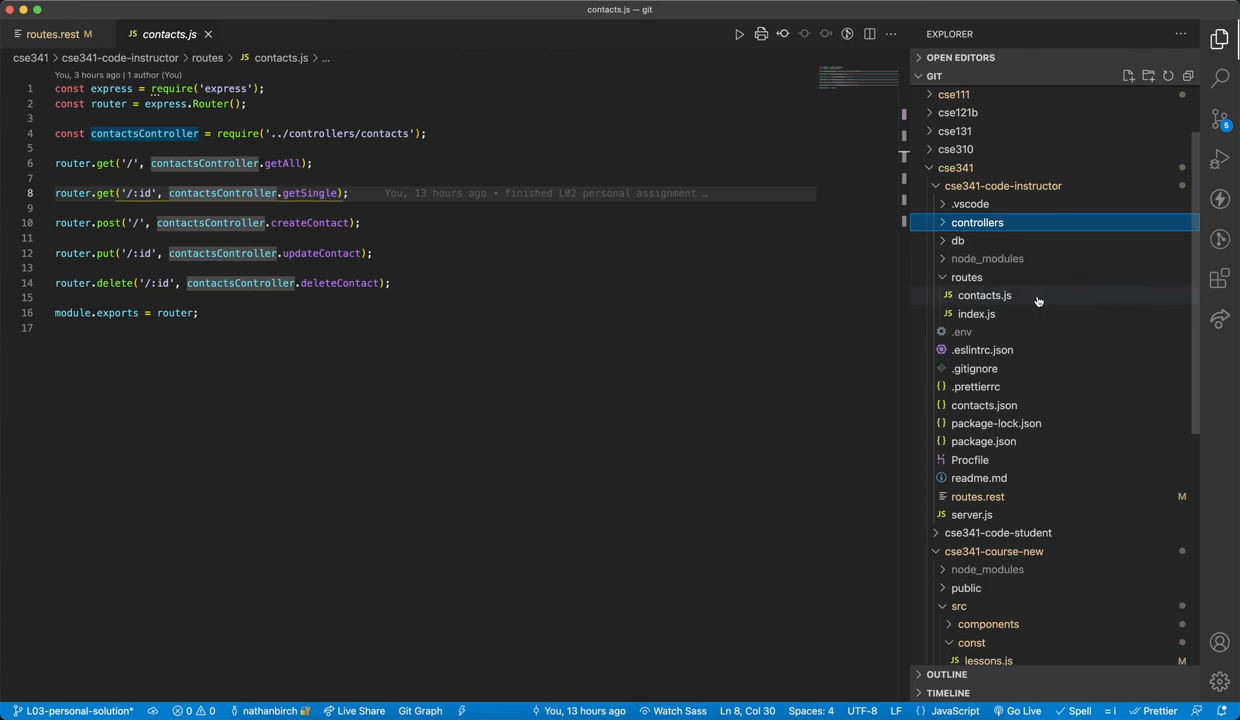 contacts.js — git
routes.rest M
JS contacts.js
cse341 > cse341-code-instructor > routes > JS contacts.js > ...
You, 3 hours ago | 1 author (You)
1 const express = require('express');
2 const router = express.Router();
3
4 const contactsController = require('../controllers/contacts');
5
6 router.get('/', contactsController.getAll);
7
8 router.get('/:id', contactsController.getSingle); You, 13 hours ago • finished L02 personal assignment …
9
10 router.post('/', contactsController.createContact);
11
12 router.put('/:id', contactsController.updateContact);
13
14 router.delete('/:id', contactsController.deleteContact);
15
16 module.exports = router;
17
EXPLORER
OPEN EDITORS
GIT
cse111
cse121b
cse131
cse310
cse341
cse341-code-instructor
.vscode
controllers
db
node_modules
routes
JS contacts.js
JS index.js
.env
.eslintrc.json
.gitignore
.prettierrc
{} contacts.json
{} package-lock.json
{} package.json
Procfile
readme.md
routes.rest M
JS server.js
cse341-code-student
cse341-course-new
node_modules
public
src
components
const
JS lessons.js M
OUTLINE
TIMELINE
5
L03-personal-solution* 0 0 nathanbirch Live Share Git Graph You, 13 hours ago Watch Sass Ln 8, Col 30 Spaces: 4 UTF-8 LF {} JavaScript Go Live Spell Prettier